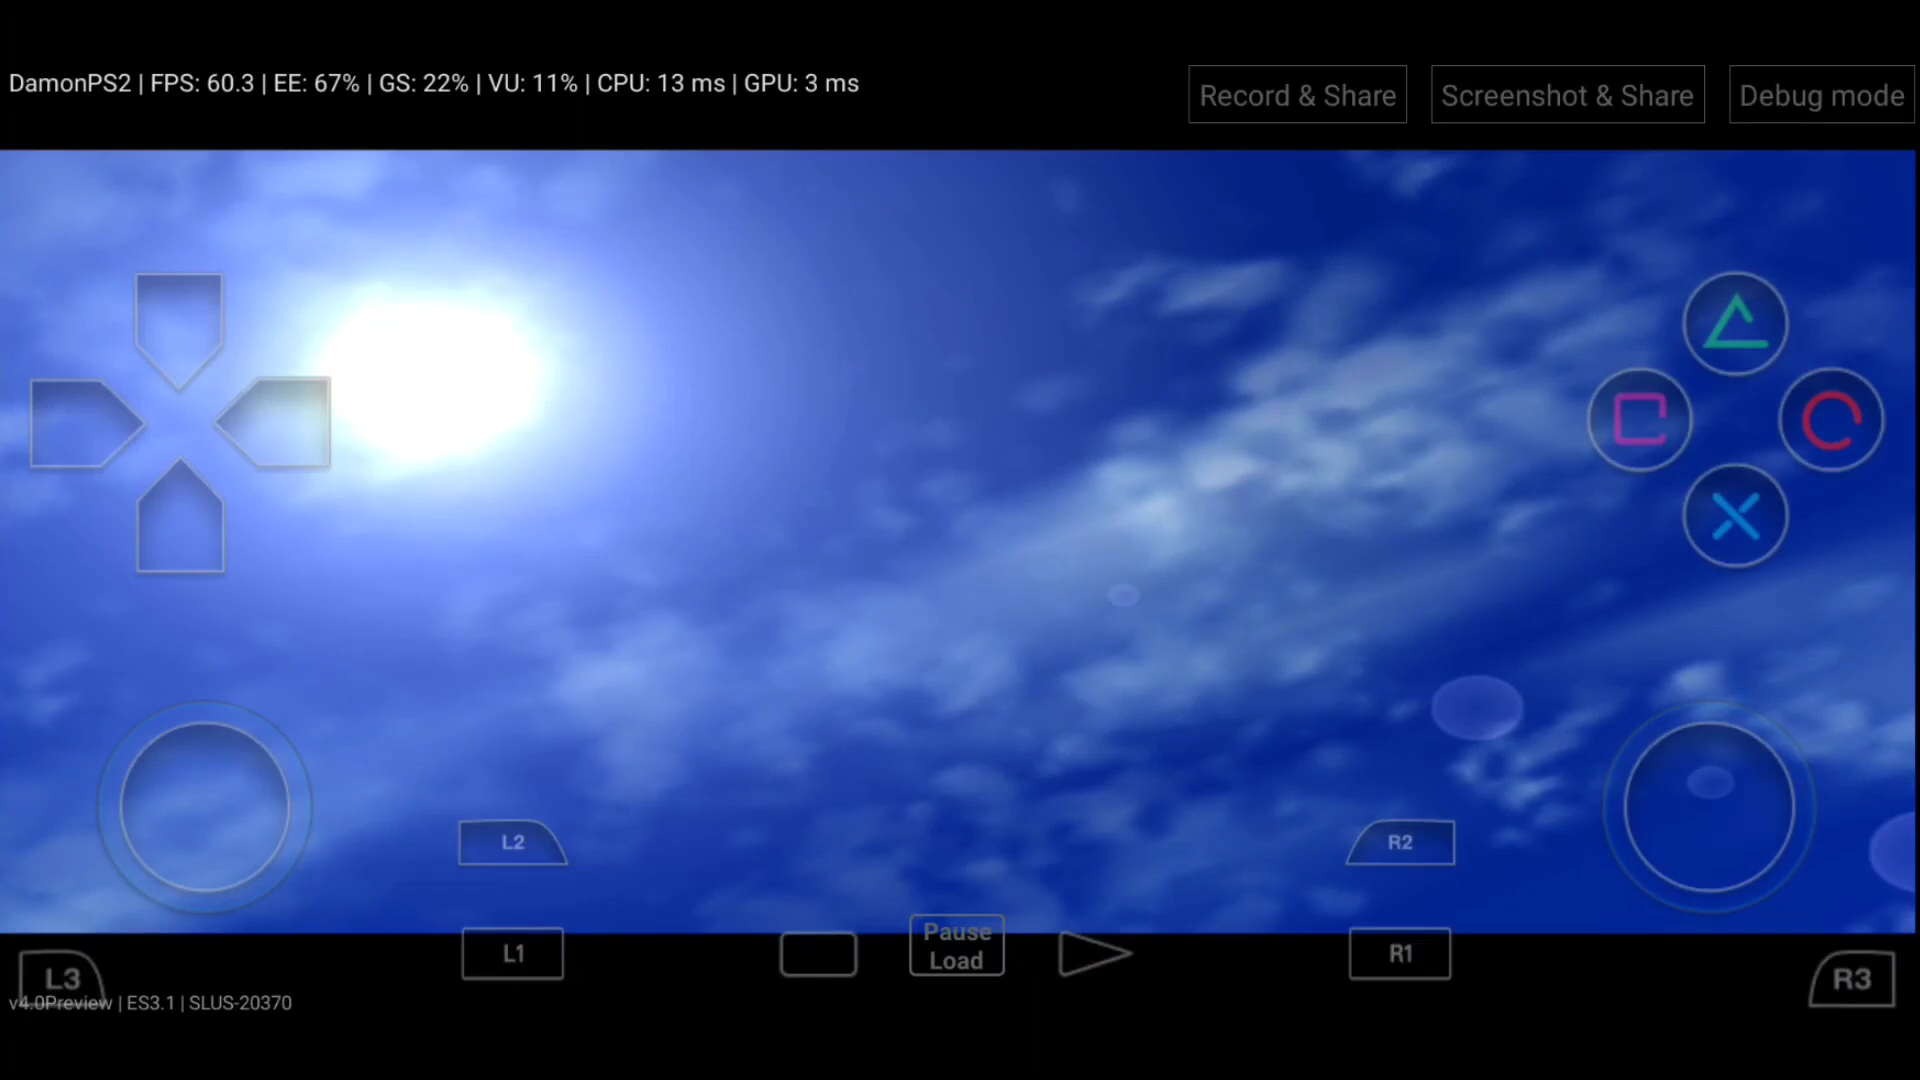 DamonPS2 | FPS: 60.3 | EE: 67% | GS: 22% | VU: 11% | CPU: 13 ms | GPU: 3 ms
Record & Share
Screenshot & Share
Debug mode
L2
R2
L1
Pause
Load
R1
L3
R3
v4.0Preview | ES3.1 | SLUS-20370